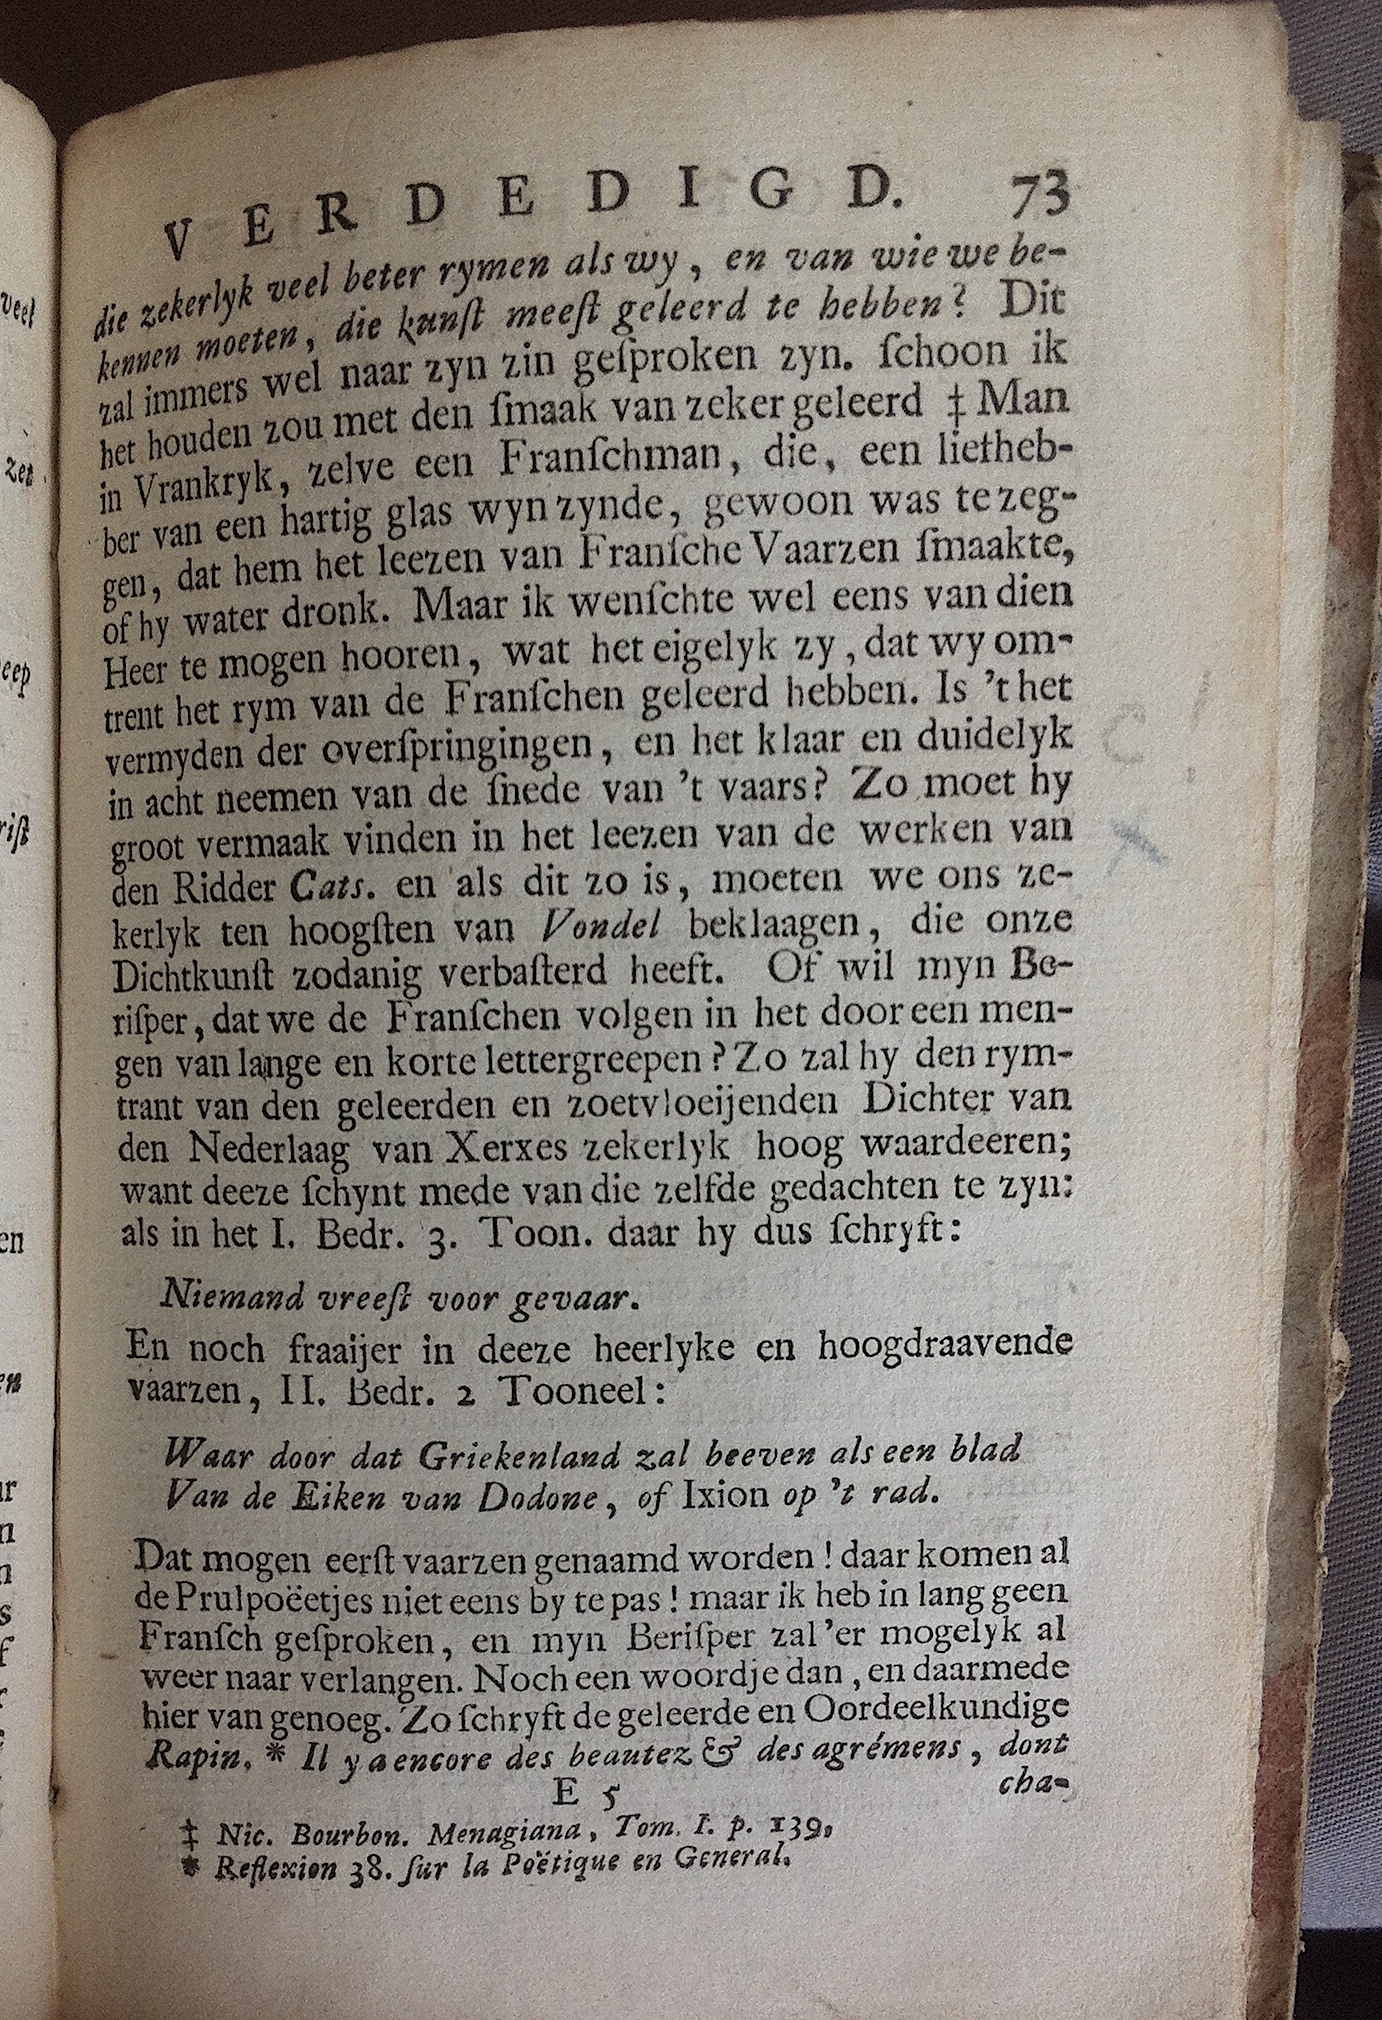 VERDEDIGD. 73
die zekerlyk veel beter rymen als wy, en van wie we be-
kennen moeten, die kunſt meeſt geleerd te hebben? Dit
zal immers wel naar zyn zin geſproken zyn. ſchoon ik
het houden zou met den ſmaak van zeker geleerd ‡ Man
in Vrankryk, zelve een Franſchman, die, een liefheb-
ber van een hartig glas wyn zynde, gewoon was te zeg-
gen, dat hem het leezen van Franſche Vaarzen ſmaakte,
of hy water dronk. Maar ik wenſchte wel eens van dien
Heer te mogen hooren, wat het eigelyk zy, dat wy om-
trent het rym van de Franſchen geleerd hebben. Is 't het
vermyden der overſpringingen, en het klaar en duidelyk
in acht neemen van de ſnede van 't vaars? Zo moet hy
groot vermaak vinden in het leezen van de werken van
den Ridder Cats. en als dit zo is, moeten we ons ze-
kerlyk ten hoogſten van Vondel beklaagen, die onze
Dichtkunſt zodanig verbaſterd heeft. Of wil myn Be-
riſper, dat we de Franſchen volgen in het door een men-
gen van lange en korte lettergreepen? Zo zal hy den rym-
trant van den geleerden en zoetvloeijenden Dichter van
den Nederlaag van Xerxes zekerlyk hoog waardeeren;
want deeze ſchynt mede van die zelfde gedachten te zyn:
als in het I. Bedr. 3. Toon. daar hy dus ſchryft:
Niemand vreeſt voor gevaar.
En noch fraaijer in deeze heerlyke en hoogdraavende
vaarzen, II. Bedr. 2 Tooneel:
Waar door dat Griekenland zal beeven als een blad
Van de Eiken van Dodone, of Ixion op 't rad.
Dat mogen eerſt vaarzen genaamd worden! daar komen al
de Prulpoëetjes niet eens by te pas! maar ik heb in lang geen
Franſch geſproken, en myn Beriſper zal 'er mogelyk al
weer naar verlangen. Noch een woordje dan, en daarmede
hier van genoeg. Zo ſchryft de geleerde en Oordeelkundige
Rapin. * Il y a encore des beautez & des agrémens, dont
E 5 cha-
‡ Nic. Bourbon. Menagiana, Tom. I. p. 139.
* Reflexion 38. ſur la Poëtique en General.